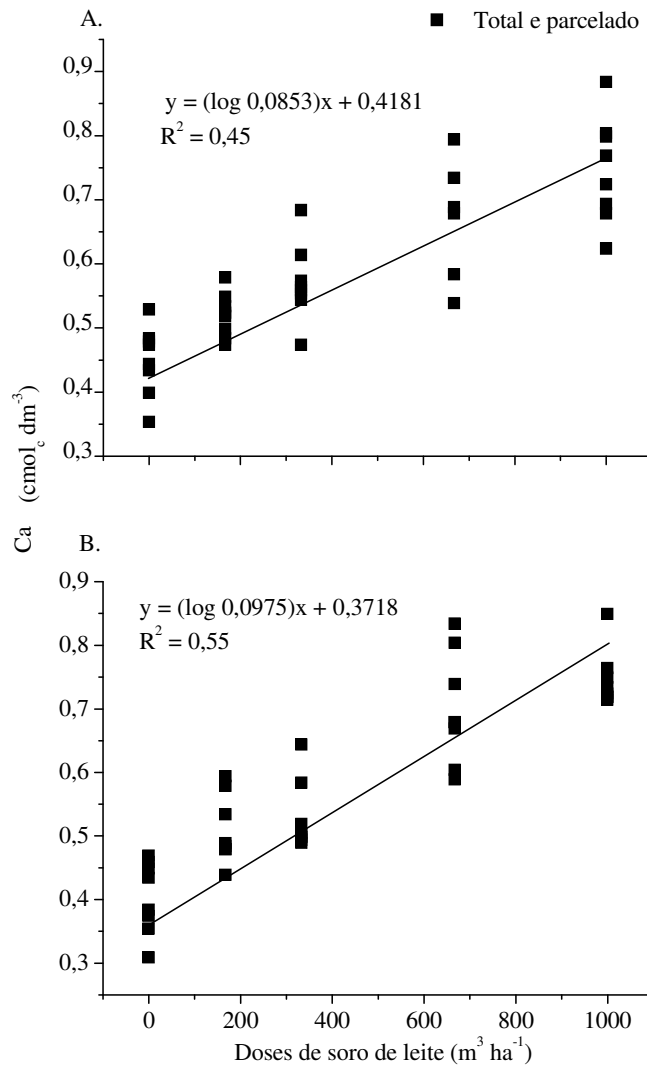 A.
Total e parcelado
y = (log 0,0853)x + 0,4181
R² = 0,45
0,9
0,8
0,7
0,6
0,5
0,4
0,3
Ca (cmol_c dm⁻³)
B.
y = (log 0,0975)x + 0,3718
R² = 0,55
0,9
0,8
0,7
0,6
0,5
0,4
0,3
0 200 400 600 800 1000
Doses de soro de leite (m³ ha⁻¹)